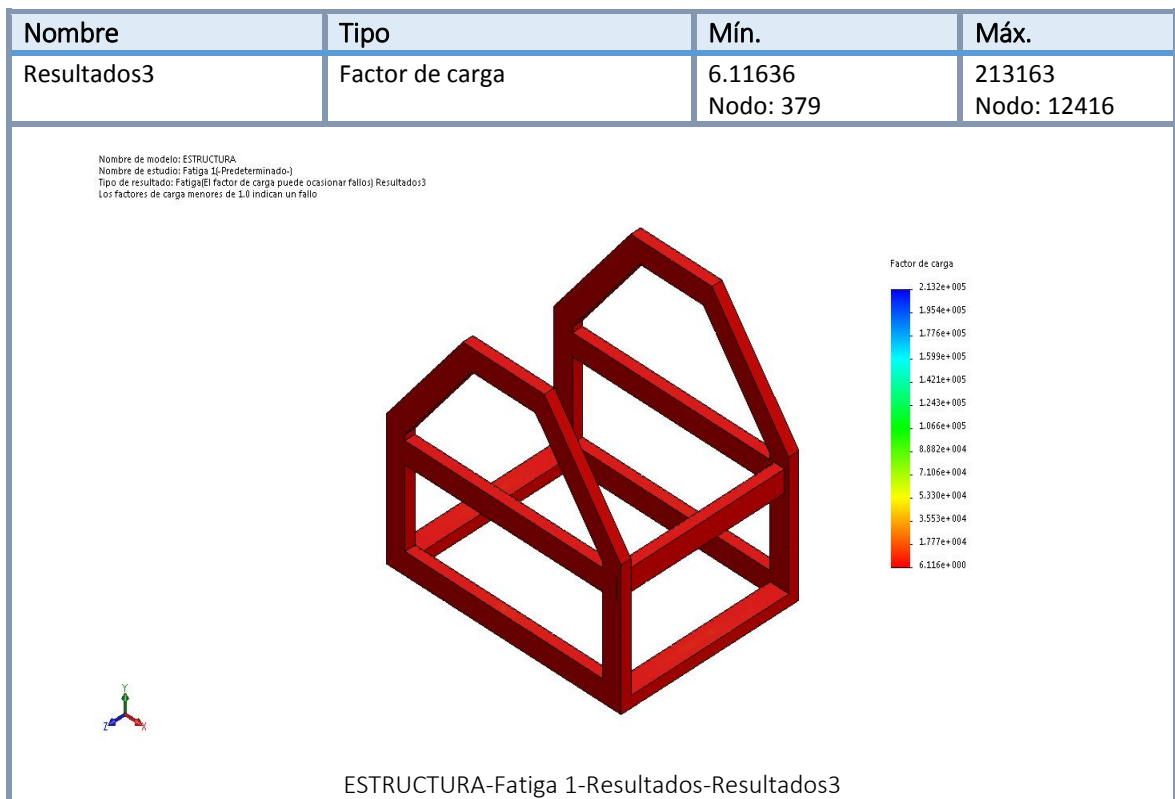 Nombre Tipo Mín. Máx.
Resultados3 Factor de carga 6.11636 213163
Nodo: 379 Nodo: 12416
Nombre de modelo: ESTRUCTURA
Nombre de estudio: Fatiga 1(-Predeterminado-)
Tipo de resultado: Fatiga(El factor de carga puede ocasionar fallos) Resultados3
Los factores de carga menores de 1.0 indican un fallo
Factor de carga
2.132e+005
1.954e+005
1.776e+005
1.599e+005
1.421e+005
1.243e+005
1.066e+005
8.882e+004
7.106e+004
5.330e+004
3.553e+004
1.777e+004
6.116e+000
Y
Z X
ESTRUCTURA-Fatiga 1-Resultados-Resultados3